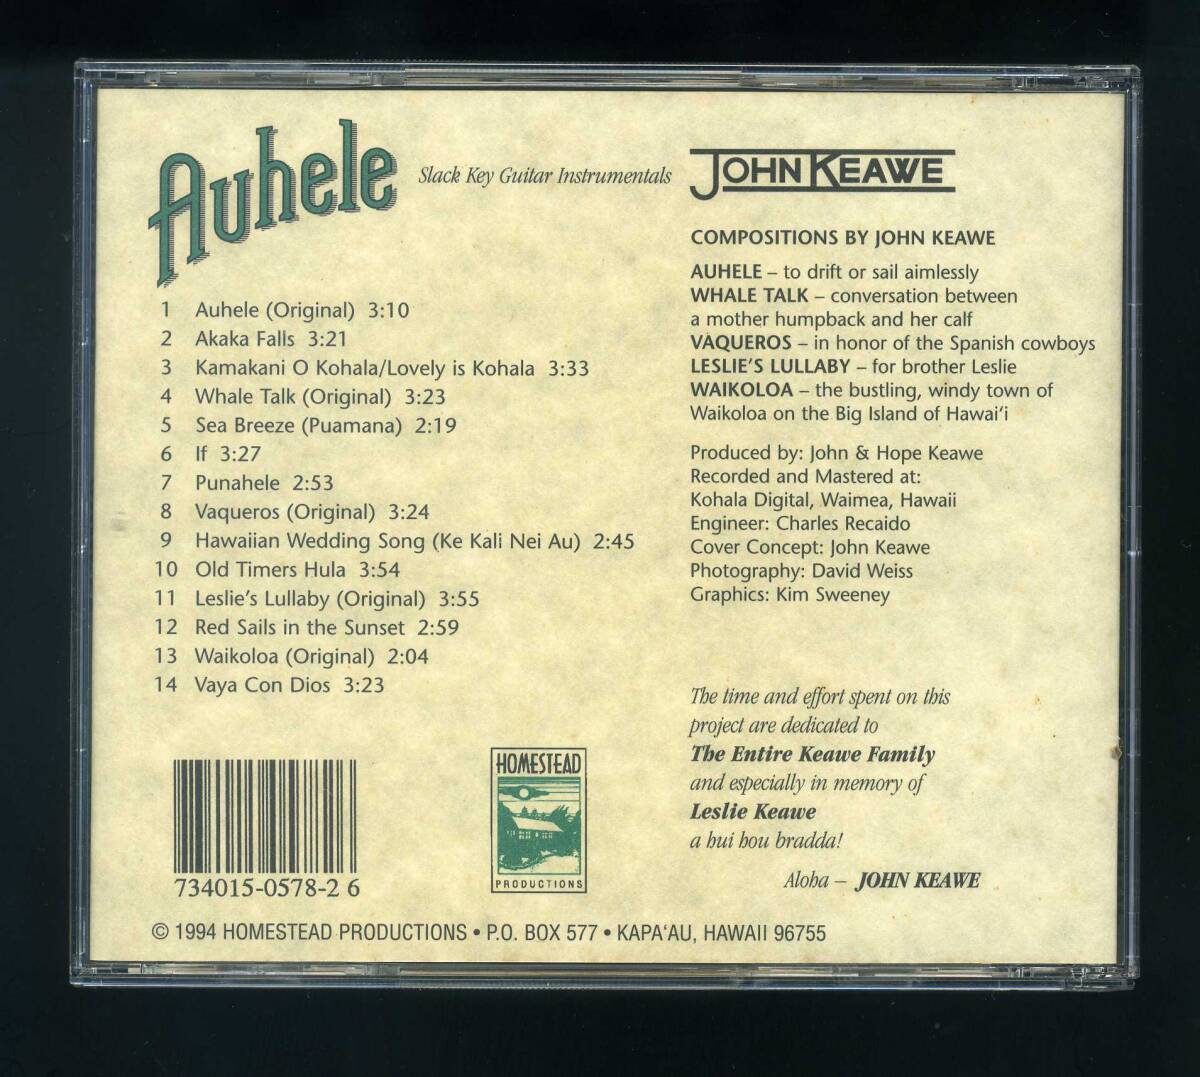 Auhele
Slack Key Guitar Instrumentals
1 Auhele (Original) 3:10
2 Akaka Falls 3:21
3 Kamakani O Kohala/Lovely is Kohala 3:33
4 Whale Talk (Original) 3:23
5 Sea Breeze (Puamana) 2:19
6 If 3:27
7 Punahele 2:53
8 Vaqueros (Original) 3:24
9 Hawaiian Wedding Song (Ke Kali Nei Au) 2:45
10 Old Timers Hula 3:54
11 Leslie's Lullaby (Original) 3:55
12 Red Sails in the Sunset 2:59
13 Waikoloa (Original) 2:04
14 Vaya Con Dios 3:23
JOHN KEAWE
COMPOSITIONS BY JOHN KEAWE
AUHELE – to drift or sail aimlessly
WHALE TALK – conversation between
a mother humpback and her calf
VAQUEROS – in honor of the Spanish cowboys
LESLIE'S LULLABY – for brother Leslie
WAIKOLOA – the bustling, windy town of
Waikoloa on the Big Island of Hawai‘i
Produced by: John & Hope Keawe
Recorded and Mastered at:
Kohala Digital, Waimea, Hawaii
Engineer: Charles Recaido
Cover Concept: John Keawe
Photography: David Weiss
Graphics: Kim Sweeney
The time and effort spent on this
project are dedicated to
The Entire Keawe Family
and especially in memory of
Leslie Keawe
a hui hou bradda!
Aloha – JOHN KEAWE
734015-0578-2 6
HOMESTEAD
PRODUCTIONS
© 1994 HOMESTEAD PRODUCTIONS • P.O. BOX 577 • KAPA‘AU, HAWAII 96755